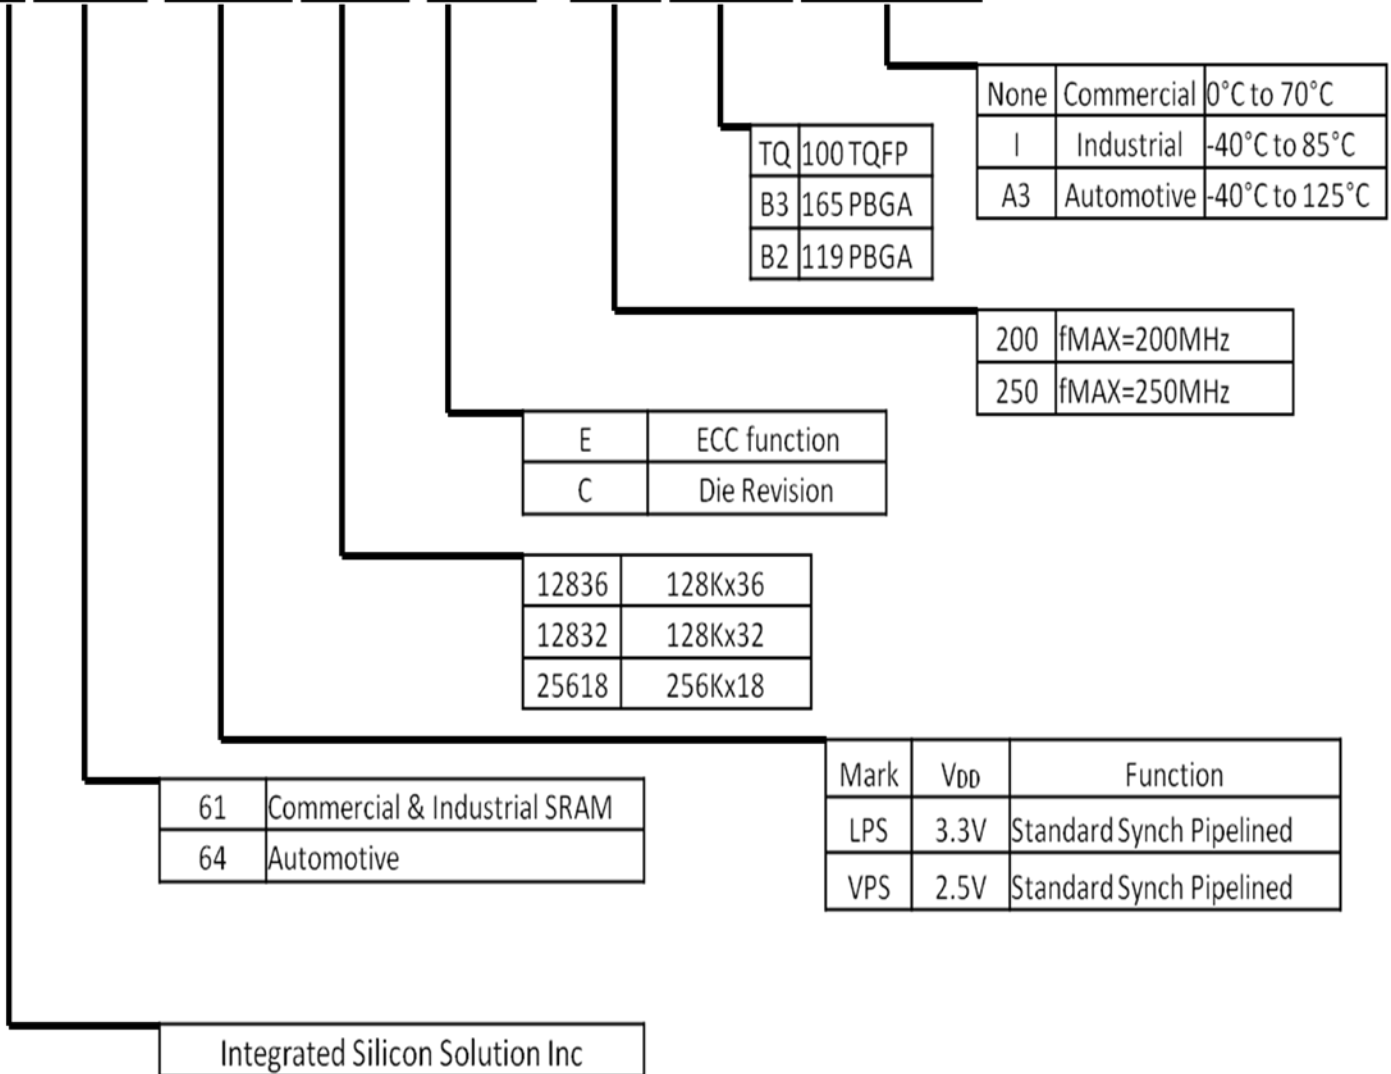 None Commercial 0°C to 70°C
I Industrial -40°C to 85°C
A3 Automotive -40°C to 125°C
TQ 100 TQFP
B3 165 PBGA
B2 119 PBGA
200 fMAX=200MHz
250 fMAX=250MHz
E ECC function
C Die Revision
12836 128Kx36
12832 128Kx32
25618 256Kx18
Mark VDD Function
LPS 3.3V Standard Synch Pipelined
VPS 2.5V Standard Synch Pipelined
61 Commercial & Industrial SRAM
64 Automotive
Integrated Silicon Solution Inc